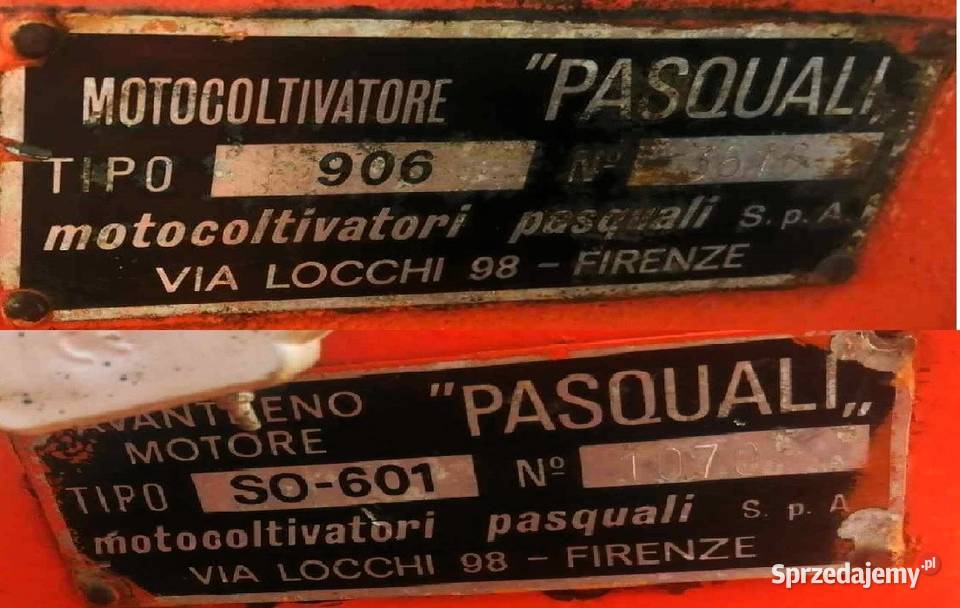 MOTOCOLTIVATORE "PASQUALI"
TIPO 906 Nº
motocoltivatori pasquali S.p.A.
VIA LOCCHI 98 - FIRENZE
AVANTRENO "PASQUALI„
MOTORE
TIPO SO-601 Nº
motocoltivatori pasquali S. p. A
VIA LOCCHI 98 - FIRENZE
Sprzedajemy.pl